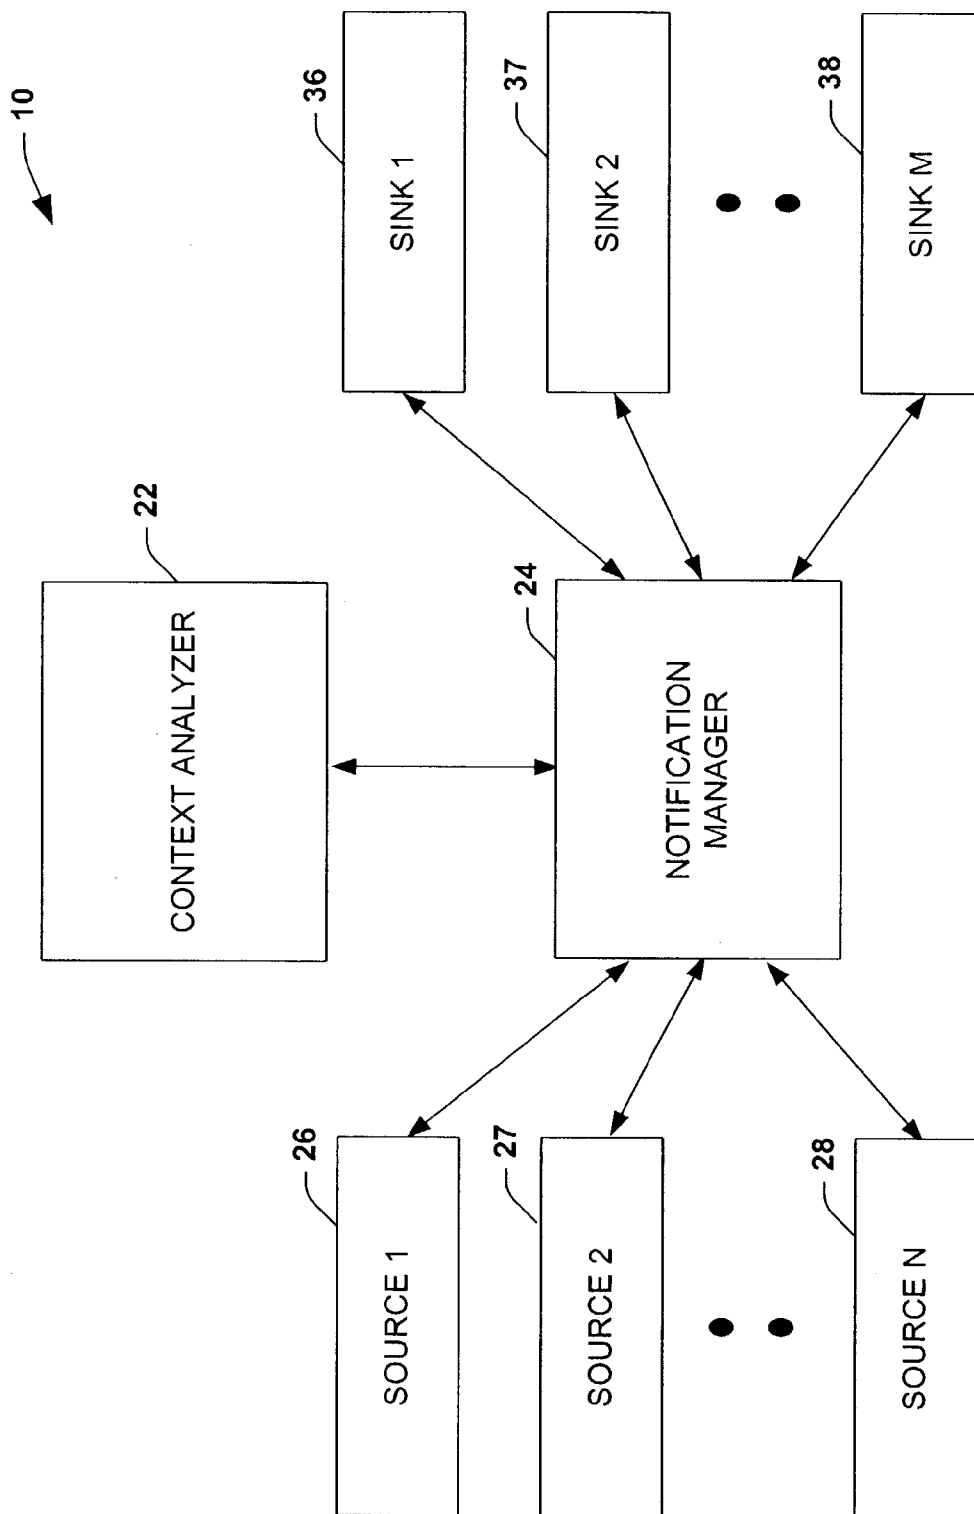 10
22
CONTEXT ANALYZER
26
SOURCE 1
24
NOTIFICATION
MANAGER
36
SINK 1
27
SOURCE 2
37
SINK 2
28
SOURCE N
38
SINK M